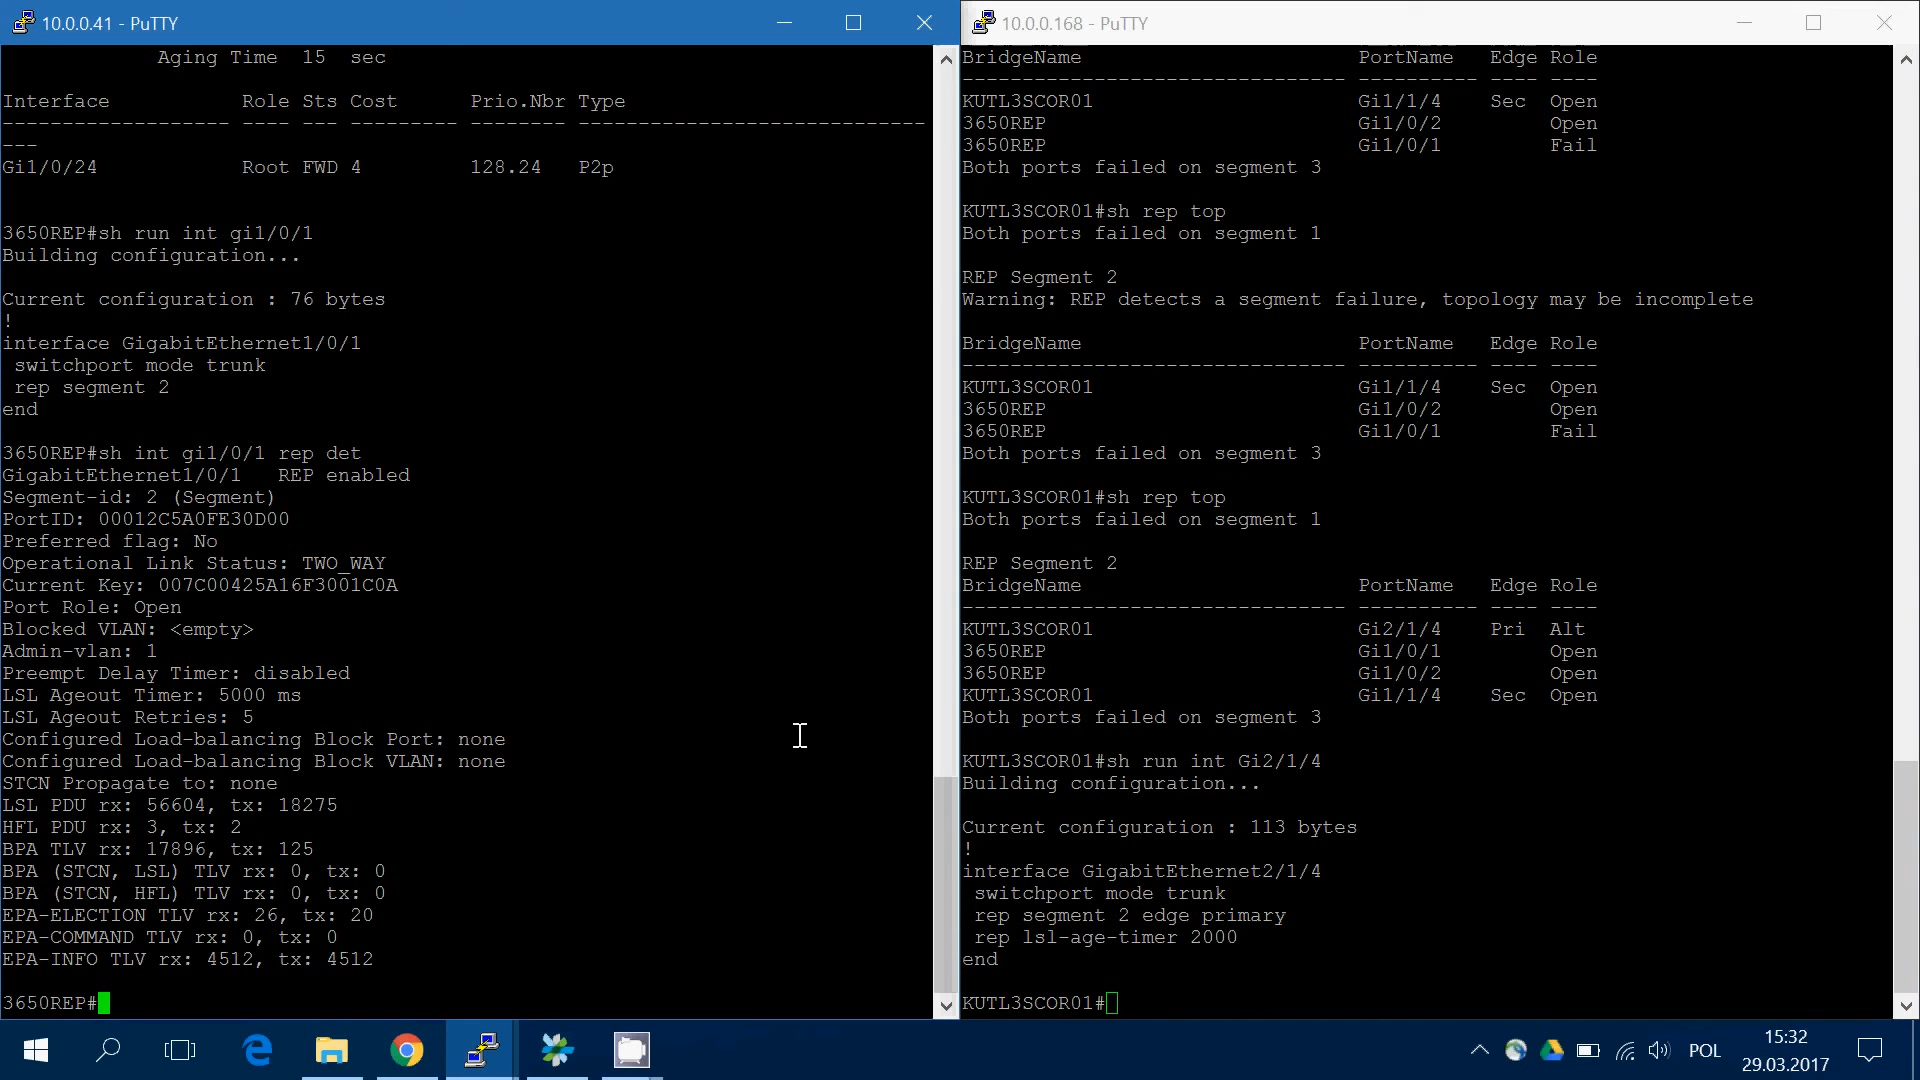 10.0.0.41 - PuTTY
Aging Time 15 sec
Interface Role Sts Cost Prio.Nbr Type
------------------- ---- --- --------- -------- -----------------------------
---
Gi1/0/24 Root FWD 4 128.24 P2p
3650REP#sh run int gi1/0/1
Building configuration...
Current configuration : 76 bytes
!
interface GigabitEthernet1/0/1
switchport mode trunk
rep segment 2
end
3650REP#sh int gi1/0/1 rep det
GigabitEthernet1/0/1 REP enabled
Segment-id: 2 (Segment)
PortID: 00012C5A0FE30D00
Preferred flag: No
Operational Link Status: TWO_WAY
Current Key: 007C00425A16F3001C0A
Port Role: Open
Blocked VLAN: <empty>
Admin-vlan: 1
Preempt Delay Timer: disabled
LSL Ageout Timer: 5000 ms
LSL Ageout Retries: 5
Configured Load-balancing Block Port: none
Configured Load-balancing Block VLAN: none
STCN Propagate to: none
LSL PDU rx: 56604, tx: 18275
HFL PDU rx: 3, tx: 2
BPA TLV rx: 17896, tx: 125
BPA (STCN, LSL) TLV rx: 0, tx: 0
BPA (STCN, HFL) TLV rx: 0, tx: 0
EPA-ELECTION TLV rx: 26, tx: 20
EPA-COMMAND TLV rx: 0, tx: 0
EPA-INFO TLV rx: 4512, tx: 4512
3650REP#
10.0.0.168 - PuTTY
BridgeName PortName Edge Role
-------------------------------- ---------- ---- ----
KUTL3SCOR01 Gi1/1/4 Sec Open
3650REP Gi1/0/2 Open
3650REP Gi1/0/1 Fail
Both ports failed on segment 3
KUTL3SCOR01#sh rep top
Both ports failed on segment 1
REP Segment 2
Warning: REP detects a segment failure, topology may be incomplete
BridgeName PortName Edge Role
-------------------------------- ---------- ---- ----
KUTL3SCOR01 Gi1/1/4 Sec Open
3650REP Gi1/0/2 Open
3650REP Gi1/0/1 Fail
Both ports failed on segment 3
KUTL3SCOR01#sh rep top
Both ports failed on segment 1
REP Segment 2
BridgeName PortName Edge Role
-------------------------------- ---------- ---- ----
KUTL3SCOR01 Gi2/1/4 Pri Alt
3650REP Gi1/0/1 Open
3650REP Gi1/0/2 Open
KUTL3SCOR01 Gi1/1/4 Sec Open
Both ports failed on segment 3
KUTL3SCOR01#sh run int Gi2/1/4
Building configuration...
Current configuration : 113 bytes
!
interface GigabitEthernet2/1/4
switchport mode trunk
rep segment 2 edge primary
rep lsl-age-timer 2000
end
KUTL3SCOR01#
POL
15:32
29.03.2017